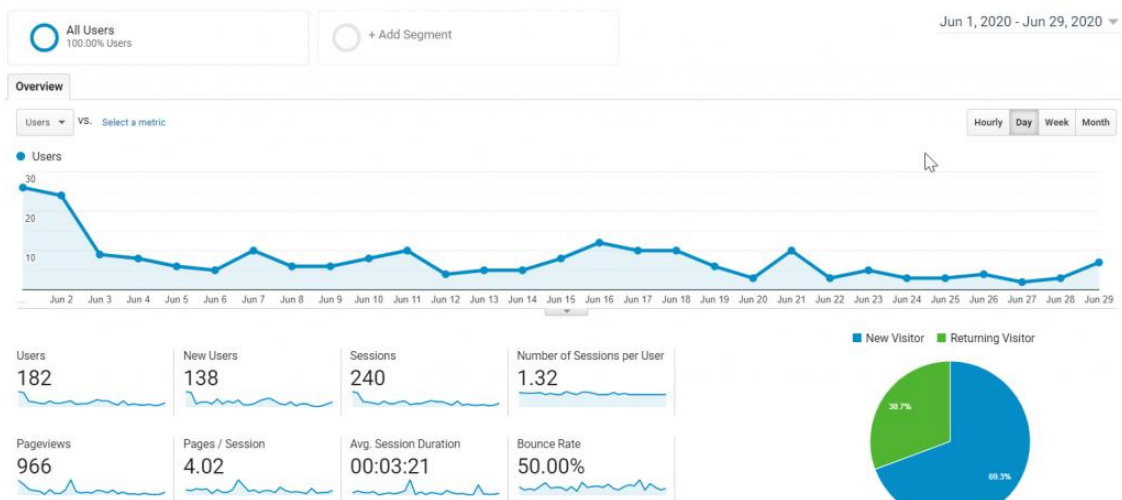 All Users
100.00% Users
+ Add Segment
Jun 1, 2020 - Jun 29, 2020
Overview
Users VS. Select a metric
Hourly Day Week Month
Users
30
20
10
... Jun 2 Jun 3 Jun 4 Jun 5 Jun 6 Jun 7 Jun 8 Jun 9 Jun 10 Jun 11 Jun 12 Jun 13 Jun 14 Jun 15 Jun 16 Jun 17 Jun 18 Jun 19 Jun 20 Jun 21 Jun 22 Jun 23 Jun 24 Jun 25 Jun 26 Jun 27 Jun 28 Jun 29
New Visitor Returning Visitor
Users New Users Sessions Number of Sessions per User
182 138 240 1.32
Pageviews Pages / Session Avg. Session Duration Bounce Rate
966 4.02 00:03:21 50.00%
30.7%
69.3%